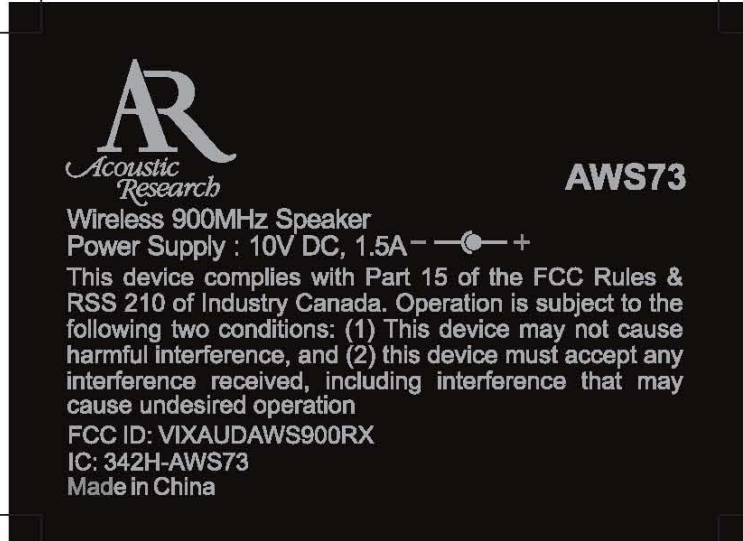 AR
Acoustic
Research
AWS73
Wireless 900MHz Speaker
Power Supply : 10V DC, 1.5A - +
This device complies with Part 15 of the FCC Rules &
RSS 210 of Industry Canada. Operation is subject to the
following two conditions: (1) This device may not cause
harmful interference, and (2) this device must accept any
interference received, including interference that may
cause undesired operation
FCC ID: VIXAUDAWS900RX
IC: 342H-AWS73
Made in China